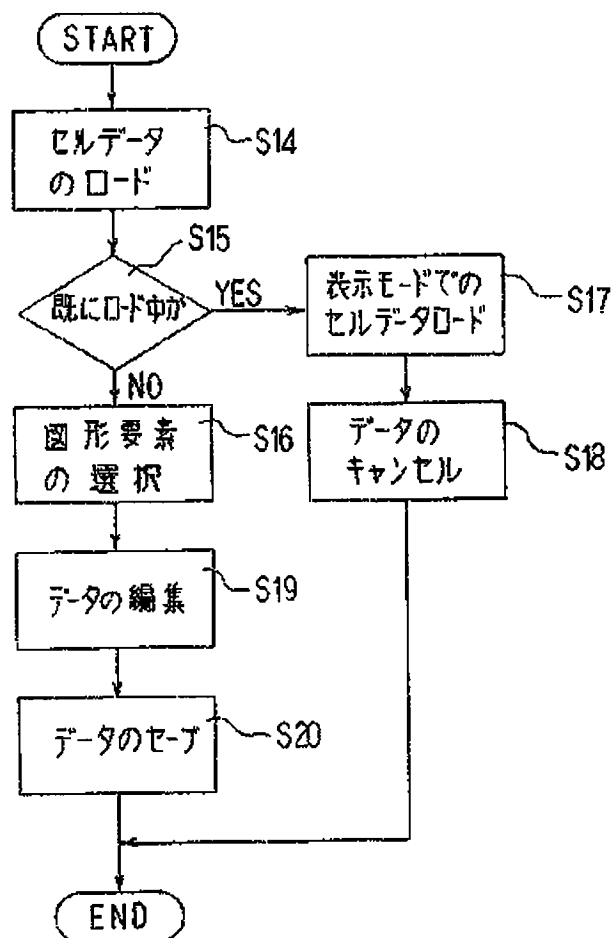 START
セルデータ
のロード
S14
S15
既にロード中か
YES
表示モードでの
セルデータロード
S17
NO
図形要素
の選択
S16
データの
キャンセル
S18
データの編集
S19
データのセーブ
S20
END